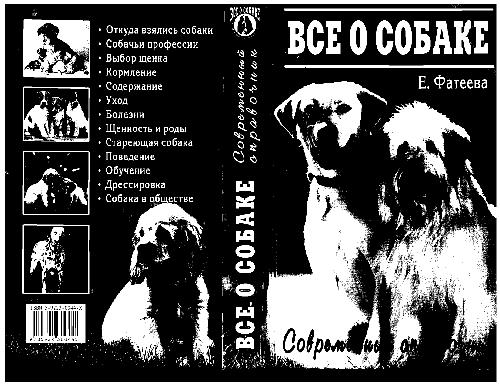 Откуда взялись собаки
Собачьи профессии
Выбор щенка
Кормление
Содержание
Уход
Болезни
Щенность и роды
Стареющая собака
Поведение
Обучение
Дрессировка
Собака в обществе
ВСЕ О СОБАКЕ
Современный
справочник
ВСЕ О СОБАКЕ
Е. Фатеева